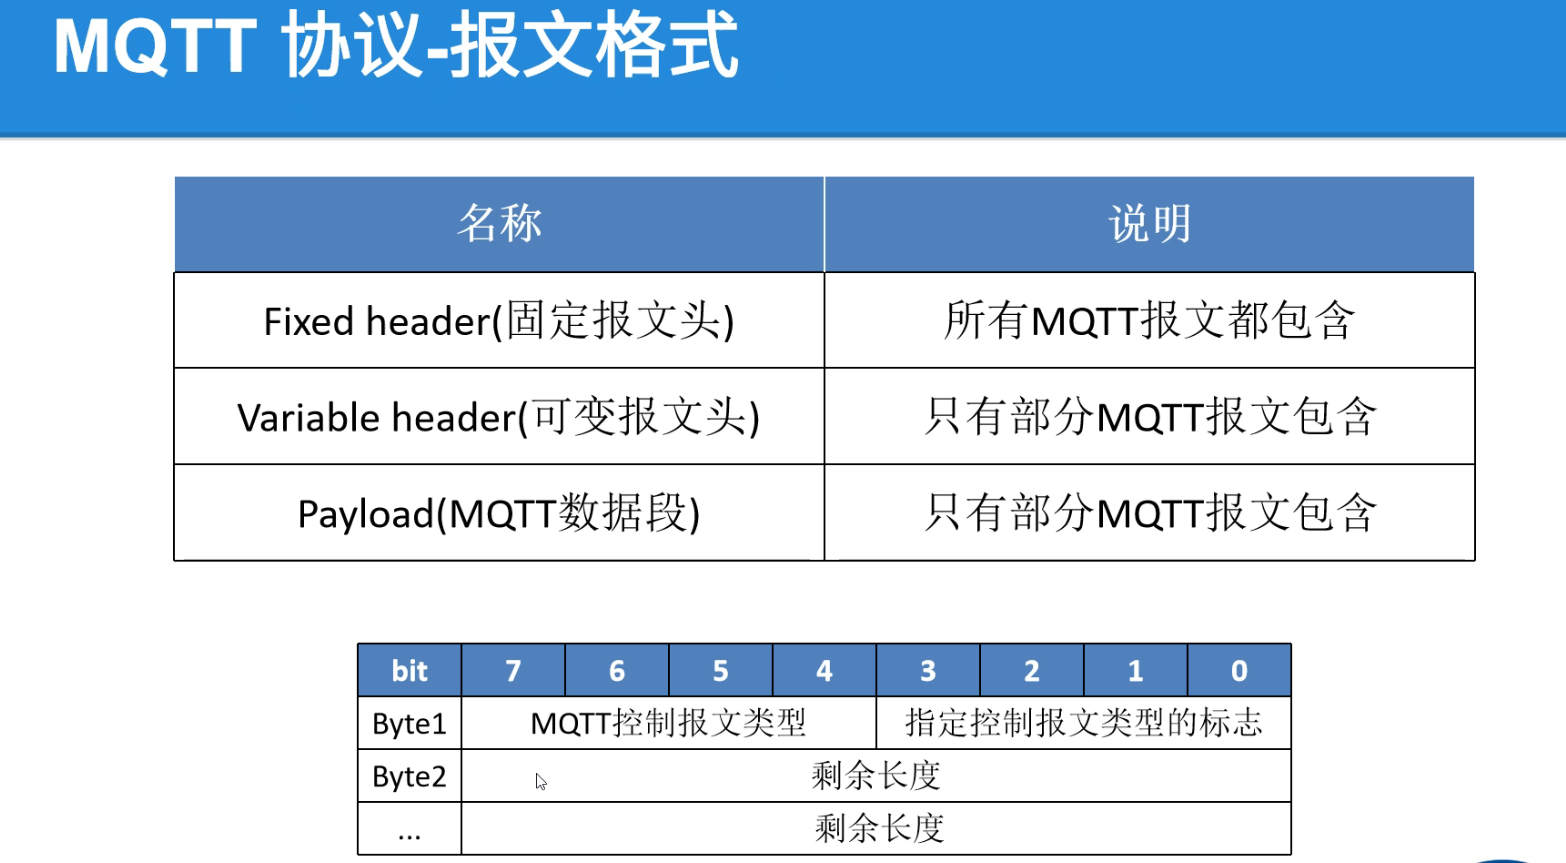 MQTT 协议-报文格式
名称 说明
Fixed header(固定报文头) 所有MQTT报文都包含
Variable header(可变报文头) 只有部分MQTT报文包含
Payload(MQTT数据段) 只有部分MQTT报文包含
bit 7 6 5 4 3 2 1 0
Byte1 MQTT控制报文类型 指定控制报文类型的标志
Byte2 剩余长度
... 剩余长度